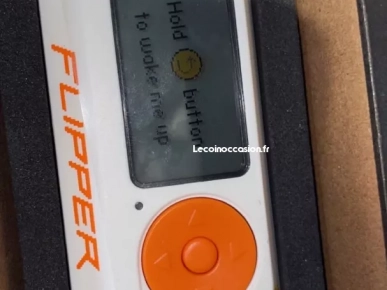 Hold button
to wake me up
FLIPPER
Lecoinoccasion.fr